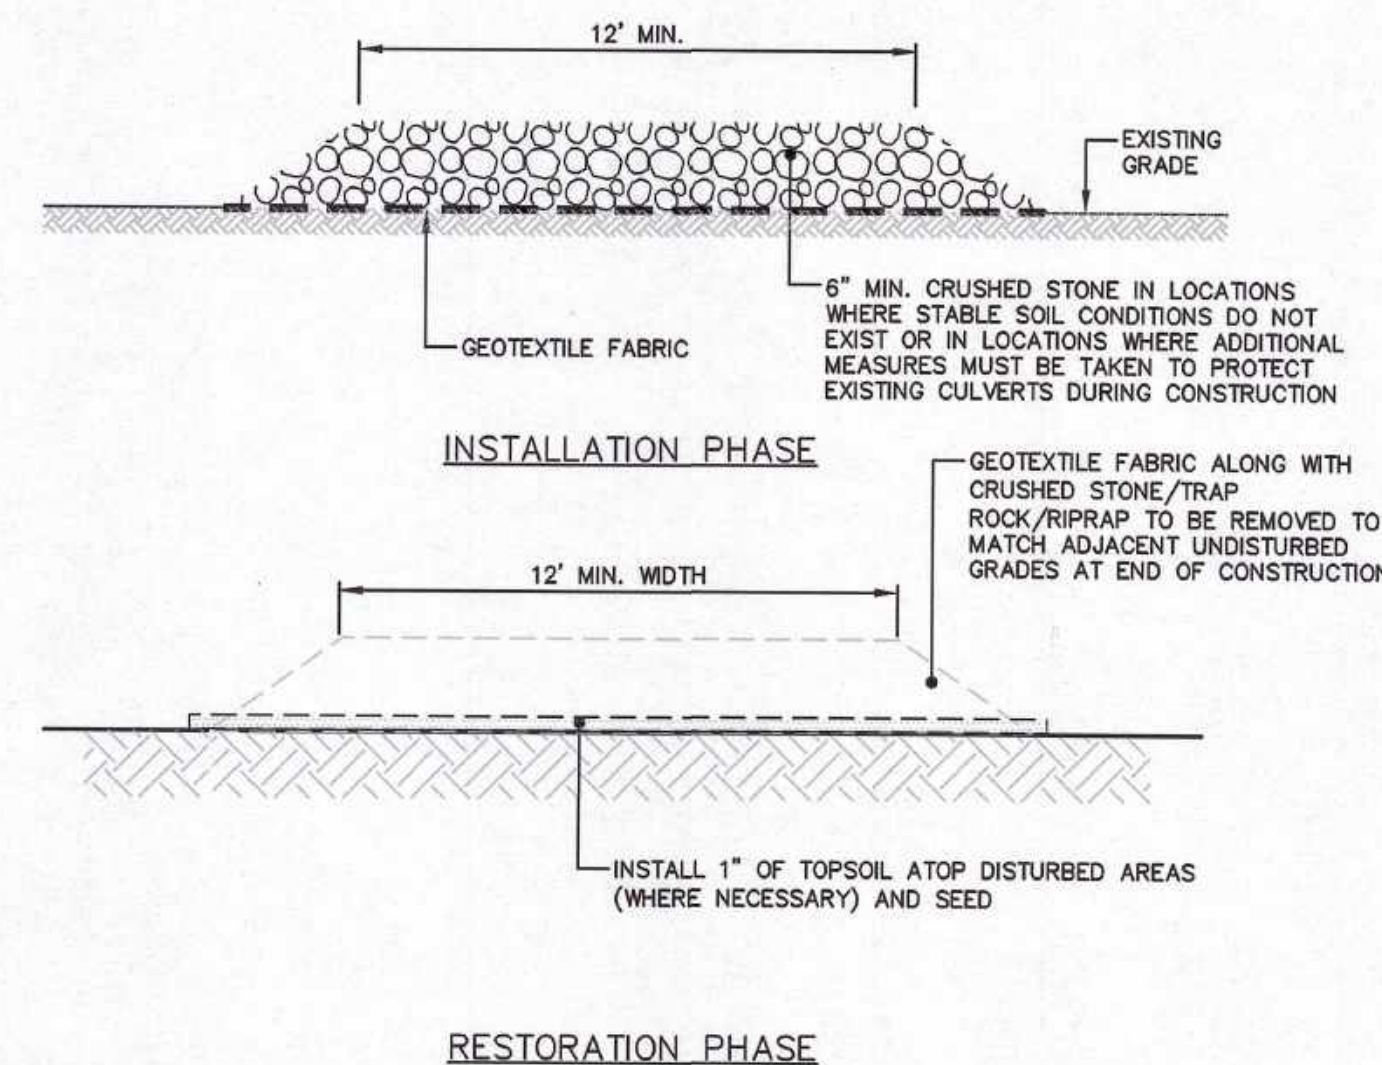 12' MIN.
EXISTING
GRADE
6" MIN. CRUSHED STONE IN LOCATIONS
WHERE STABLE SOIL CONDITIONS DO NOT
EXIST OR IN LOCATIONS WHERE ADDITIONAL
MEASURES MUST BE TAKEN TO PROTECT
EXISTING CULVERTS DURING CONSTRUCTION
GEOTEXTILE FABRIC
INSTALLATION PHASE
GEOTEXTILE FABRIC ALONG WITH
CRUSHED STONE/TRAP
ROCK/RIPRAP TO BE REMOVED TO
MATCH ADJACENT UNDISTURBED
GRADES AT END OF CONSTRUCTION
12' MIN. WIDTH
INSTALL 1" OF TOPSOIL ATOP DISTURBED AREAS
(WHERE NECESSARY) AND SEED
RESTORATION PHASE